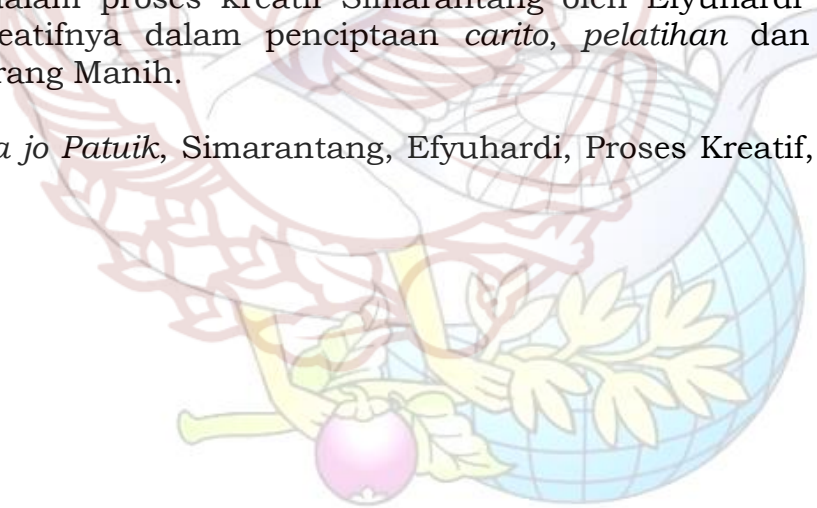 dalam proses kreatif Simarantang oleh Efyuhardi
eatifnya dalam penciptaan carito, pelatihan dan
rang Manih.
a jo Patuik, Simarantang, Efyuhardi, Proses Kreatif,